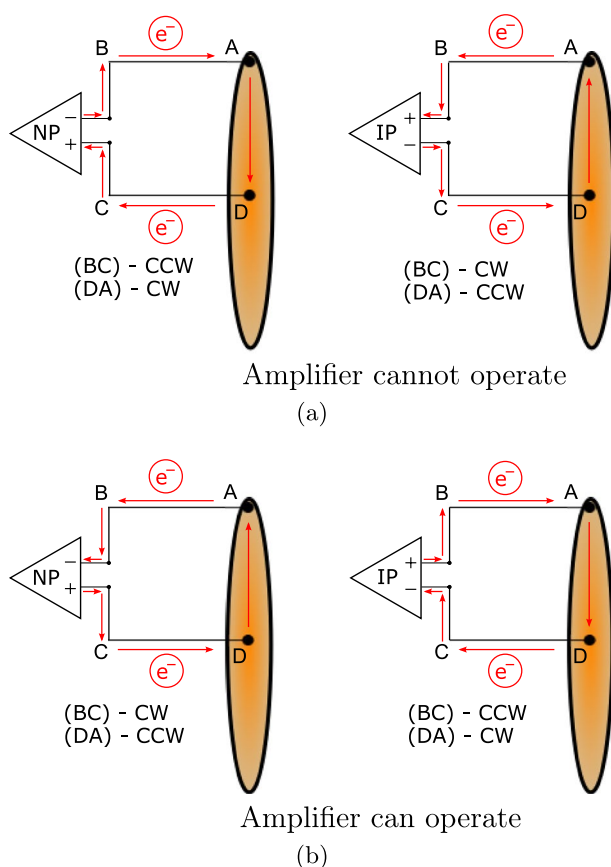 e⁻ e⁻
B A B A
NP − + IP + −
C D C D
e⁻ e⁻
(BC) - CCW (BC) - CW
(DA) - CW (DA) - CCW
Amplifier cannot operate
(a)
e⁻ e⁻
B A B A
NP − + IP + −
C D C D
e⁻ e⁻
(BC) - CW (BC) - CCW
(DA) - CCW (DA) - CW
Amplifier can operate
(b)